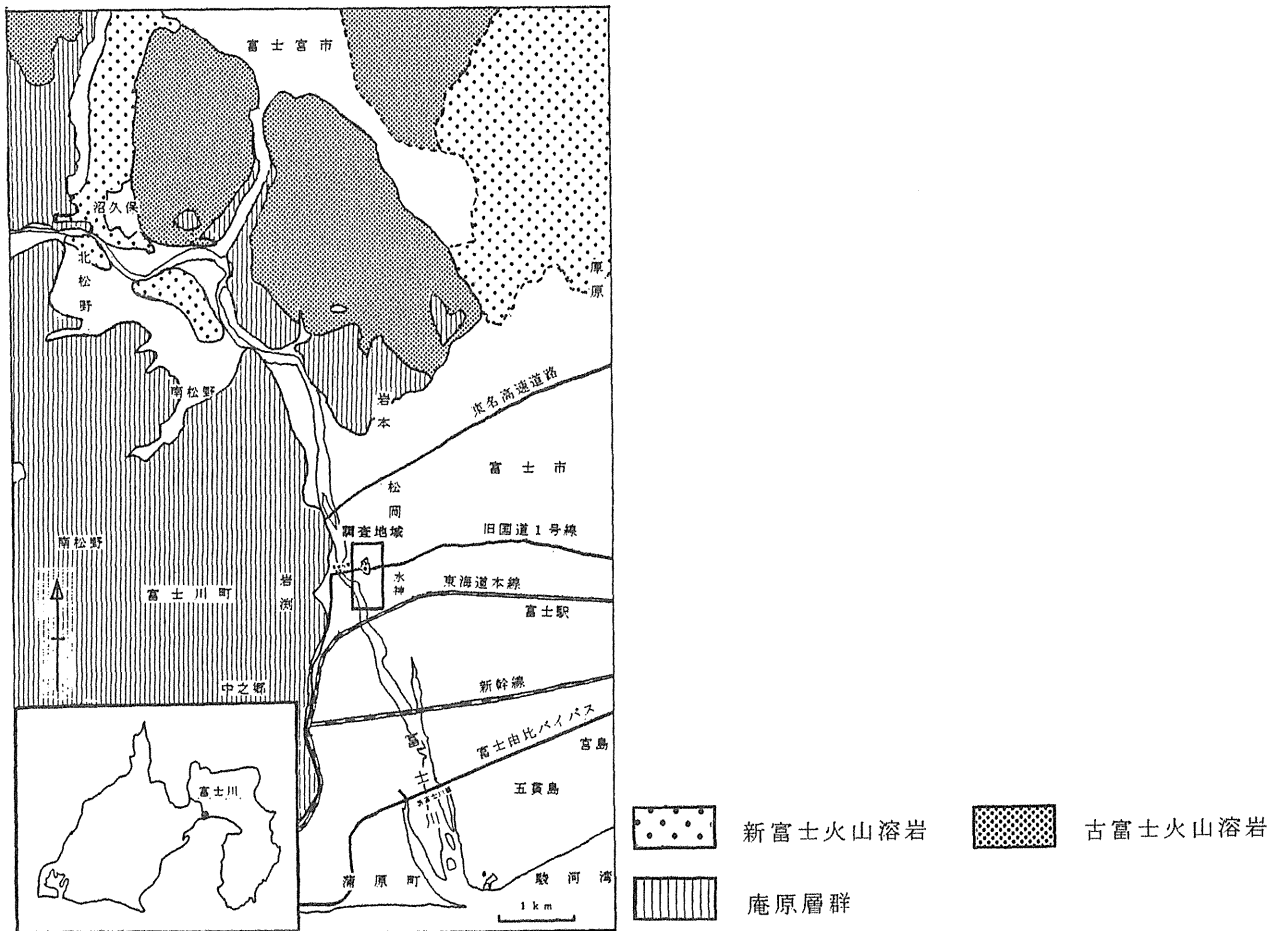 富士宮市
沼久保
北松野
原原
南松野
岩本
東名高速道路
富士市
松岡
調査地域
旧国道1号線
南松野
水神
東海道本線
岩渕
富士川町
富士駅
中之郷
新幹線
富士由比バイパス
宮島
富士川
五貫島
富士川
蒲原町
駿河湾
1km
新富士火山溶岩
古富士火山溶岩
庵原層群